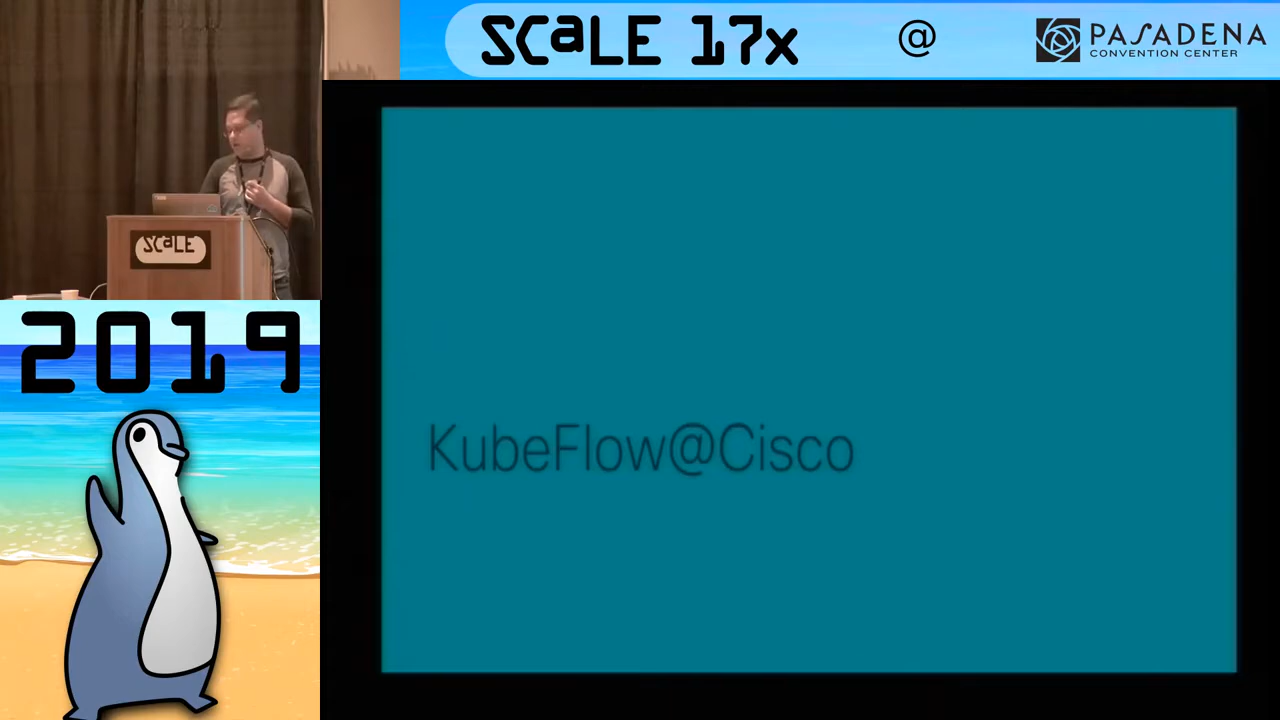 SCaLE 17x @ PASADENA
CONVENTION CENTER
SCaLE
2019
KubeFlow@Cisco